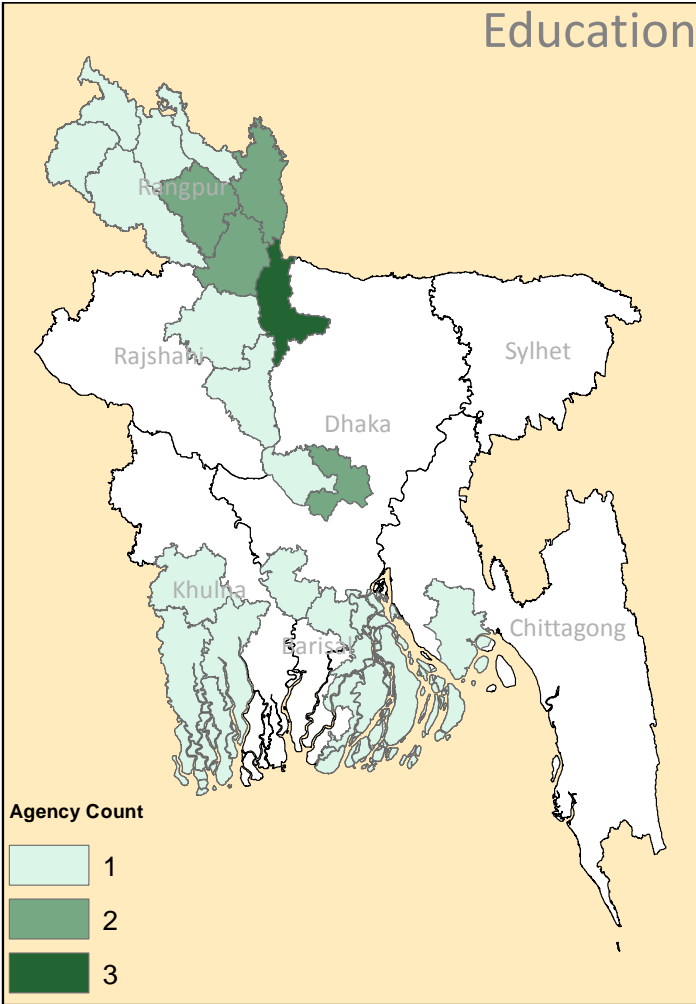 Education
Rangpur
Rajshahi
Sylhet
Dhaka
Khulna
Barisal
Chittagong
Agency Count
1
2
3